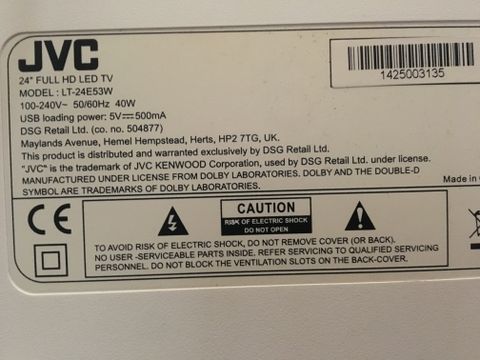 JVC
24" FULL HD LED TV
MODEL : LT-24E53W
100-240V~ 50/60Hz 40W
USB loading power: 5V⎓500mA
DSG Retail Ltd. (co. no. 504877)
Maylands Avenue, Hemel Hempstead, Herts, HP2 7TG, UK.
This product is distributed and warranted exclusively by DSG Retail Ltd.
"JVC" is the trademark of JVC KENWOOD Corporation, used by DSG Retail Ltd. under license.
MANUFACTURED UNDER LICENSE FROM DOLBY LABORATORIES. DOLBY AND THE DOUBLE-D
SYMBOL ARE TRADEMARKS OF DOLBY LABORATORIES.
1425003135
Made in
CE
CAUTION
RISK OF ELECTRIC SHOCK
DO NOT OPEN
TO AVOID RISK OF ELECTRIC SHOCK, DO NOT REMOVE COVER (OR BACK).
NO USER -SERVICEABLE PARTS INSIDE. REFER SERVICING TO QUALIFIED SERVICING
PERSONNEL. DO NOT BLOCK THE VENTILATION SLOTS ON THE BACK-COVER.